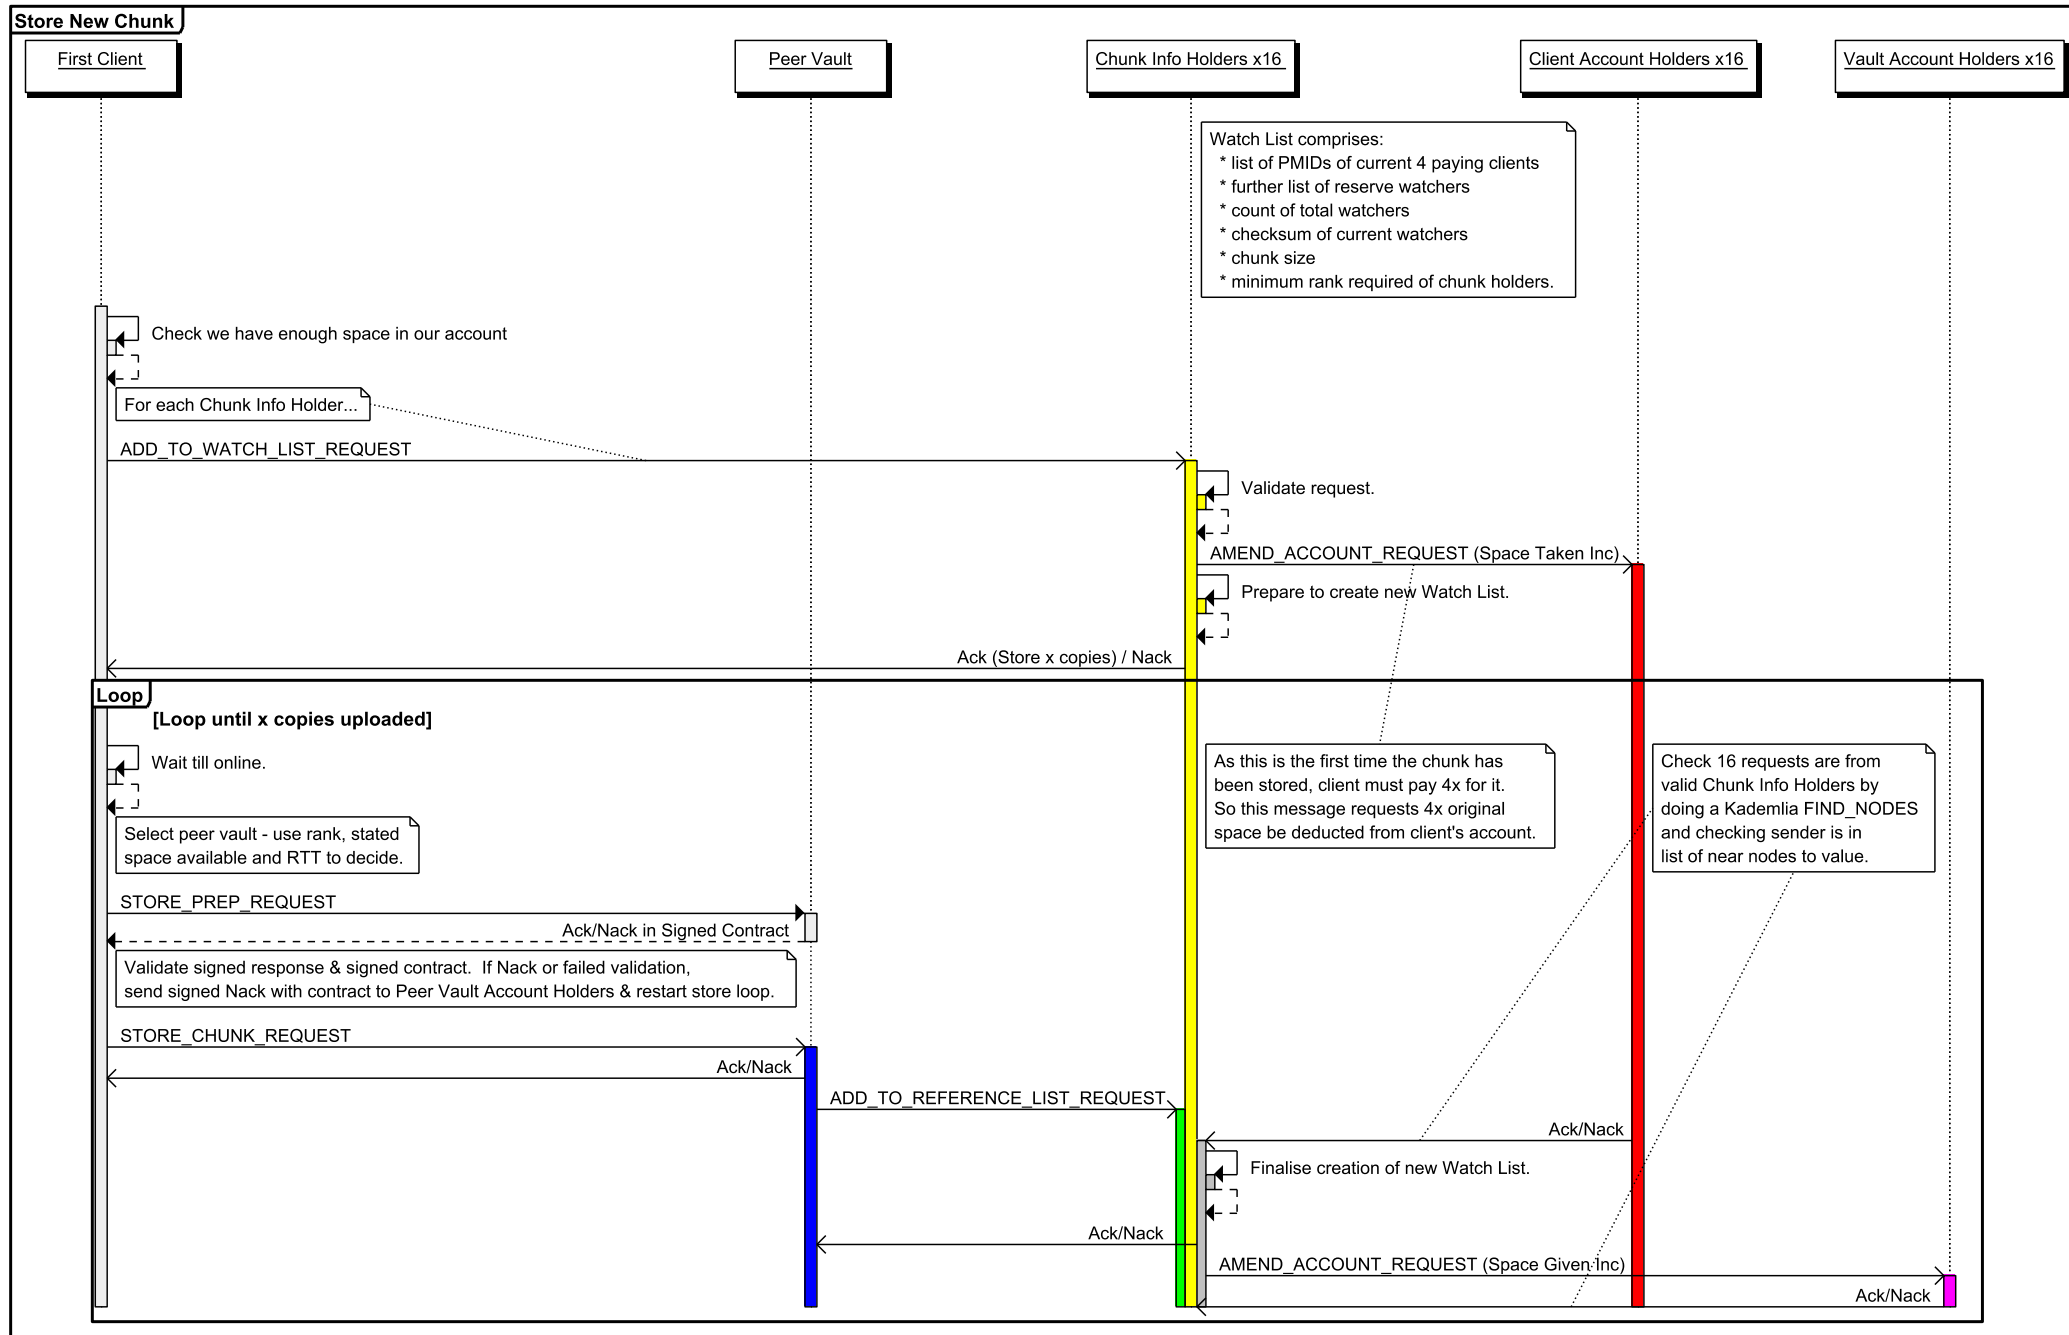 Store New Chunk
First Client
Peer Vault
Chunk Info Holders x16
Client Account Holders x16
Vault Account Holders x16
Watch List comprises:
* list of PMIDs of current 4 paying clients
* further list of reserve watchers
* count of total watchers
* checksum of current watchers
* chunk size
* minimum rank required of chunk holders.
Check we have enough space in our account
For each Chunk Info Holder...
ADD_TO_WATCH_LIST_REQUEST
Validate request.
AMEND_ACCOUNT_REQUEST (Space Taken Inc)
Prepare to create new Watch List.
Ack (Store x copies) / Nack
Loop
[Loop until x copies uploaded]
Wait till online.
As this is the first time the chunk has
been stored, client must pay 4x for it.
So this message requests 4x original
space be deducted from client's account.
Check 16 requests are from
valid Chunk Info Holders by
doing a Kademlia FIND_NODES
and checking sender is in
list of near nodes to value.
Select peer vault - use rank, stated
space available and RTT to decide.
STORE_PREP_REQUEST
Ack/Nack in Signed Contract
Validate signed response & signed contract.  If Nack or failed validation,
send signed Nack with contract to Peer Vault Account Holders & restart store loop.
STORE_CHUNK_REQUEST
Ack/Nack
ADD_TO_REFERENCE_LIST_REQUEST
Ack/Nack
Finalise creation of new Watch List.
Ack/Nack
AMEND_ACCOUNT_REQUEST (Space Given Inc)
Ack/Nack